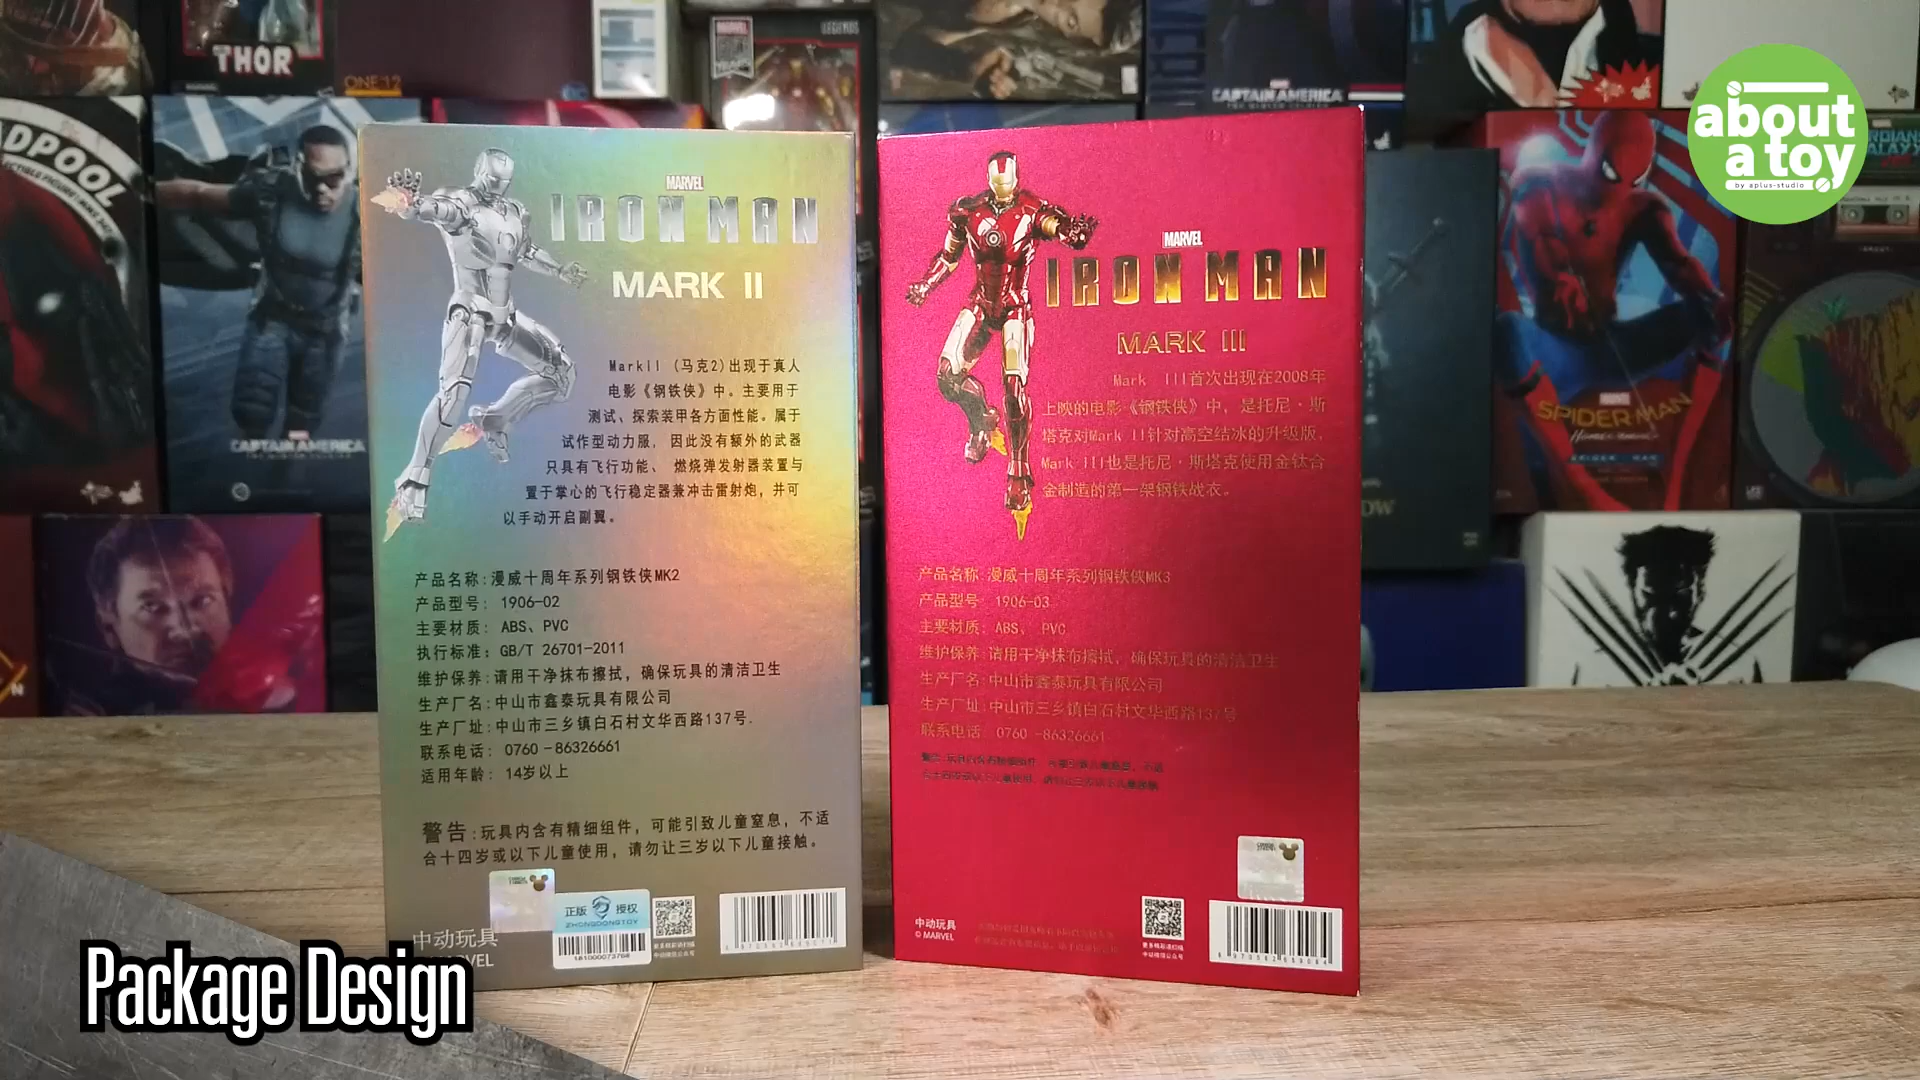 THOR
ONE:12
MARVEL
LEGENDS
DC
CAPTAIN AMERICA
about
a toy
by aplus-studio
ADPOOL
CAPTAIN AMERICA
SPIDER-MAN
HOMECOMING
SPIDER-MAN
MARVEL
IRON MAN
MARK II
MarkII (马克2)出现于真人
电影《钢铁侠》中。主要用于
测试、探索装甲各方面性能。属于
试作型动力服, 因此没有额外的武器
只具有飞行功能、 燃烧弹发射器装置与
置于掌心的飞行稳定器兼冲击雷射炮, 并可
以手动开启副翼。
产品名称:漫威十周年系列钢铁侠MK2
产品型号: 1906-02
主要材质: ABS、PVC
执行标准: GB/T 26701-2011
维护保养:请用干净抹布擦拭, 确保玩具的清洁卫生
生产厂名:中山市鑫泰玩具有限公司
生产厂址:中山市三乡镇白石村文华西路137号.
联系电话: 0760-86326661
适用年龄: 14岁以上
警告:玩具内含有精细组件, 可能引致儿童窒息, 不适
合十四岁或以下儿童使用, 请勿让三岁以下儿童接触。
正版 授权
ZHONGDONGTOY
181000073768
中动玩具
MARVEL
IRON MAN
MARK III
Mark III首次出现在2008年
上映的电影《钢铁侠》中, 是托尼·斯
塔克对Mark II针对高空结冰的升级版,
Mark III也是托尼·斯塔克使用金钛合
金制造的第一架钢铁战衣。
产品名称:漫威十周年系列钢铁侠MK3
产品型号: 1906-03
主要材质: ABS、 PVC
维护保养:请用干净抹布擦拭, 确保玩具的清洁卫生
生产厂名:中山市鑫泰玩具有限公司
生产厂址:中山市三乡镇白石村文华西路137号
联系电话: 0760-86326661
中动玩具
© MARVEL
Package Design